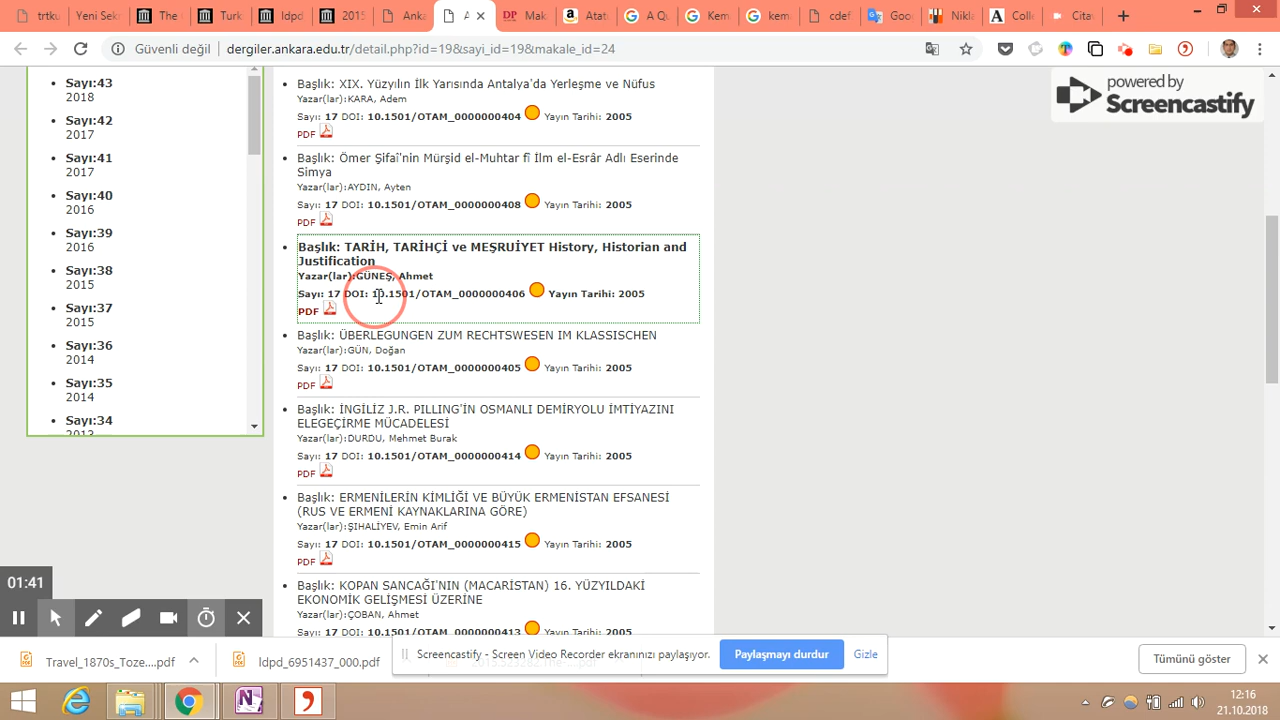 trtku
Yeni Sekr
The
Turk
ldpd
2015
Anka
A
Mak
Atatı
A Qu
Kem
kema
cdef
Goo
Nikla
Colle
Citav
Güvenli değil
dergiler.ankara.edu.tr/detail.php?id=19&sayi_id=19&makale_id=24
powered by
Screencastify
Sayı:43
2018
Sayı:42
2017
Sayı:41
2017
Sayı:40
2016
Sayı:39
2016
Sayı:38
2015
Sayı:37
2015
Sayı:36
2014
Sayı:35
2014
Sayı:34
2013
Başlık: XIX. Yüzyılın İlk Yarısında Antalya'da Yerleşme ve Nüfus
Yazar(lar):KARA, Adem
Sayı: 17 DOI: 10.1501/OTAM_0000000404 Yayın Tarihi: 2005
PDF
Başlık: Ömer Şifaî'nin Mürşid el-Muhtar fî İlm el-Esrâr Adlı Eserinde
Simya
Yazar(lar):AYDIN, Ayten
Sayı: 17 DOI: 10.1501/OTAM_0000000408 Yayın Tarihi: 2005
PDF
Başlık: TARİH, TARİHÇİ ve MEŞRUİYET History, Historian and
Justification
Yazar(lar):GÜNEŞ, Ahmet
Sayı: 17 DOI: 10.1501/OTAM_0000000406 Yayın Tarihi: 2005
PDF
Başlık: ÜBERLEGUNGEN ZUM RECHTSWESEN IM KLASSISCHEN
Yazar(lar):GÜN, Doğan
Sayı: 17 DOI: 10.1501/OTAM_0000000405 Yayın Tarihi: 2005
PDF
Başlık: İNGİLİZ J.R. PILLING'İN OSMANLI DEMİRYOLU İMTİYAZINI
ELEGEÇİRME MÜCADELESİ
Yazar(lar):DURDU, Mehmet Burak
Sayı: 17 DOI: 10.1501/OTAM_0000000414 Yayın Tarihi: 2005
PDF
Başlık: ERMENİLERİN KİMLİĞİ VE BÜYÜK ERMENİSTAN EFSANESİ
(RUS VE ERMENİ KAYNAKLARINA GÖRE)
Yazar(lar):ŞIHALİYEV, Emin Arif
Sayı: 17 DOI: 10.1501/OTAM_0000000415 Yayın Tarihi: 2005
PDF
Başlık: KOPAN SANCAĞI'NIN (MACARİSTAN) 16. YÜZYILDAKİ
EKONOMİK GELİŞMESİ ÜZERİNE
Yazar(lar):ÇOBAN, Ahmet
Sayı: 17 DOI: 10.1501/OTAM_0000000413 Yayın Tarihi: 2005
01:41
Screencastify - Screen Video Recorder ekranınızı paylaşıyor.
Paylaşmayı durdur
Gizle
Travel_1870s_Toze....pdf
ldpd_6951437_000.pdf
Tümünü göster
12:16
21.10.2018